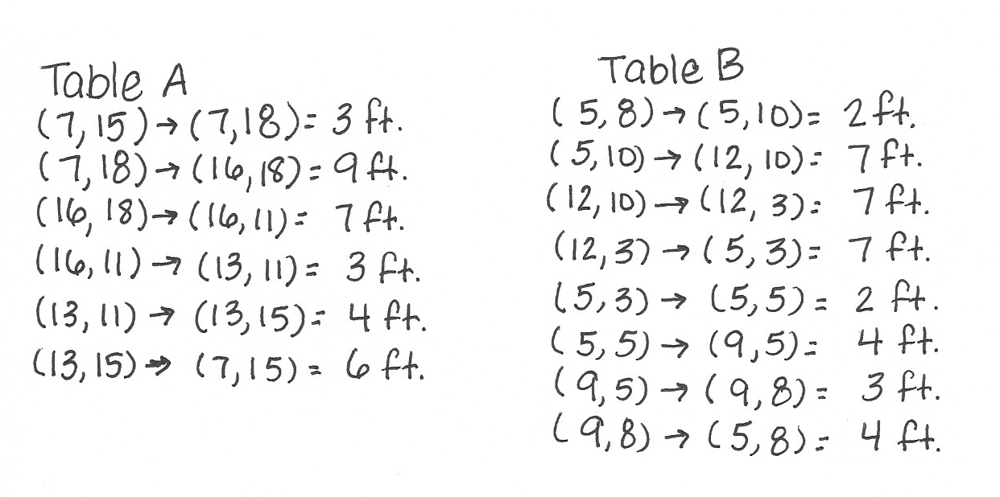 Table A
(7,15)→(7,18)= 3 ft.
(7,18)→(16,18)= 9 ft.
(16,18)→(16,11)= 7 ft.
(16,11)→(13,11)= 3 ft.
(13,11)→(13,15)= 4 ft.
(13,15)→(7,15)= 6 ft.
Table B
(5,8)→(5,10)= 2 ft.
(5,10)→(12,10)= 7 ft.
(12,10)→(12,3)= 7 ft.
(12,3)→(5,3)= 7 ft.
(5,3)→(5,5)= 2 ft.
(5,5)→(9,5)= 4 ft.
(9,5)→(9,8)= 3 ft.
(9,8)→(5,8)= 4 ft.